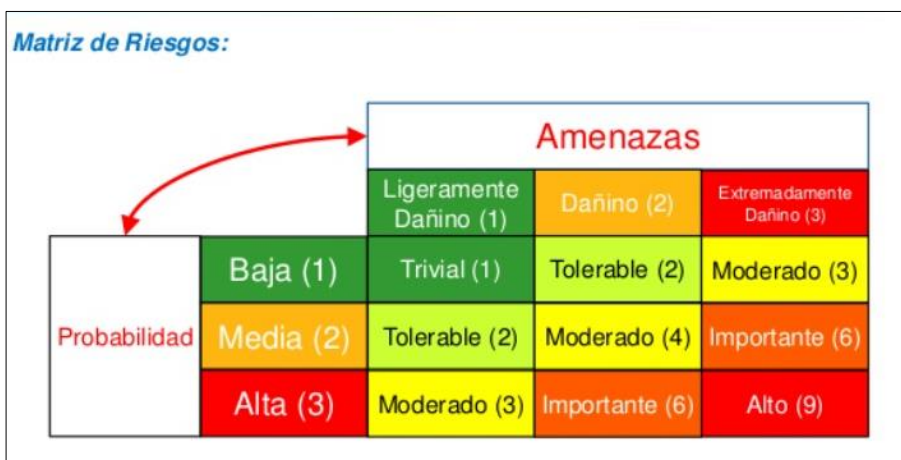 Matriz de Riesgos:
Amenazas
Ligeramente
Dañino (1)
Dañino (2)
Extremadamente
Dañino (3)
Probabilidad
Baja (1)
Trivial (1)
Tolerable (2)
Moderado (3)
Media (2)
Tolerable (2)
Moderado (4)
Importante (6)
Alta (3)
Moderado (3)
Importante (6)
Alto (9)